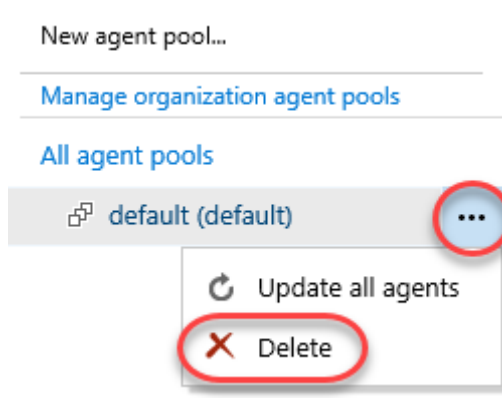 New agent pool...
Manage organization agent pools
All agent pools
default (default)
Update all agents
Delete